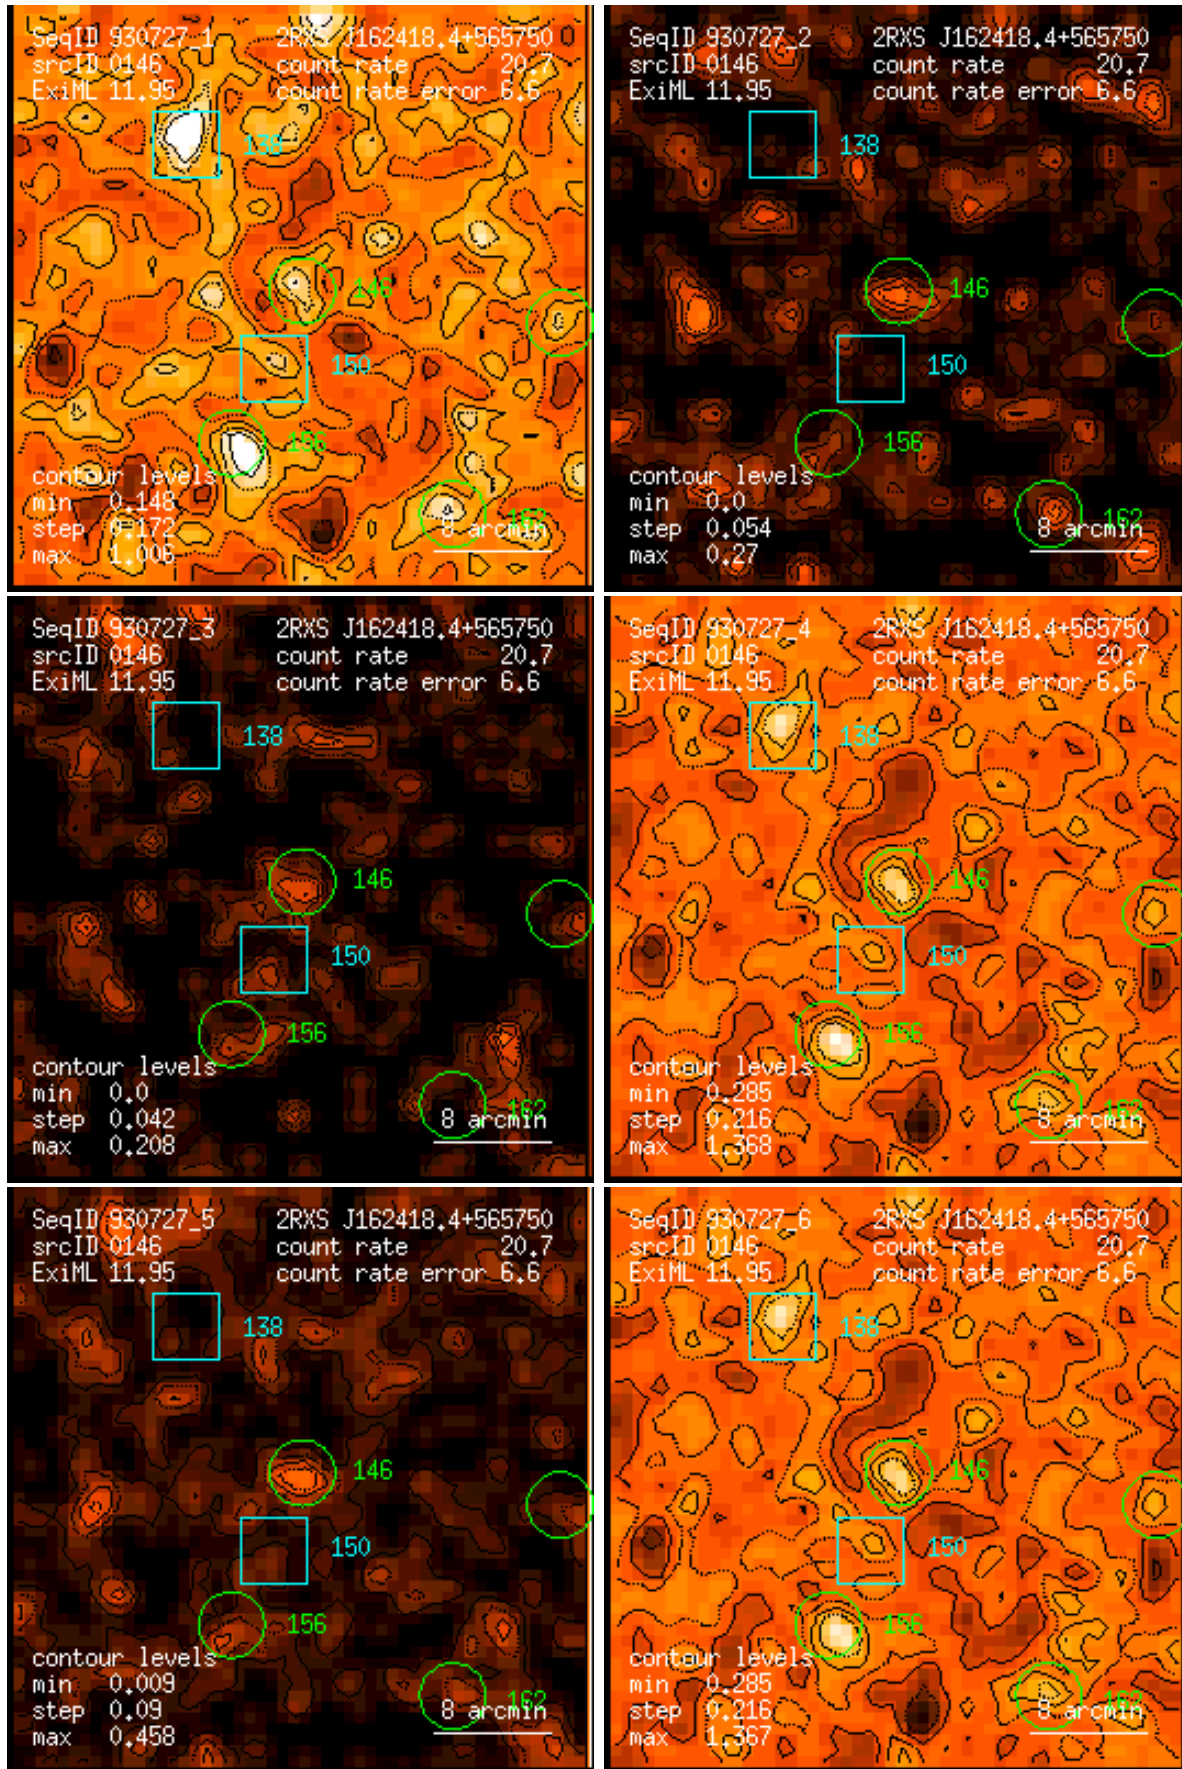 SeqID 930727_1 2RXS J162418.4+565750
srcID 0146 count rate 20.7
ExiML 11.95 count rate error 6.6
138
146
150
156
contour levels
min 0.148
step 0.172
max 1.006
162
8 arcmin
SeqID 930727_2 2RXS J162418.4+565750
srcID 0146 count rate 20.7
ExiML 11.95 count rate error 6.6
138
146
150
156
contour levels
min 0.0
step 0.054
max 0.27
162
8 arcmin
SeqID 930727_3 2RXS J162418.4+565750
srcID 0146 count rate 20.7
ExiML 11.95 count rate error 6.6
138
146
150
156
contour levels
min 0.0
step 0.042
max 0.208
162
8 arcmin
SeqID 930727_4 2RXS J162418.4+565750
srcID 0146 count rate 20.7
ExiML 11.95 count rate error 6.6
138
146
150
156
contour levels
min 0.285
step 0.216
max 1.368
162
8 arcmin
SeqID 930727_5 2RXS J162418.4+565750
srcID 0146 count rate 20.7
ExiML 11.95 count rate error 6.6
138
146
150
156
contour levels
min 0.009
step 0.09
max 0.458
162
8 arcmin
SeqID 930727_6 2RXS J162418.4+565750
srcID 0146 count rate 20.7
ExiML 11.95 count rate error 6.6
138
146
150
156
contour levels
min 0.285
step 0.216
max 1.367
162
8 arcmin